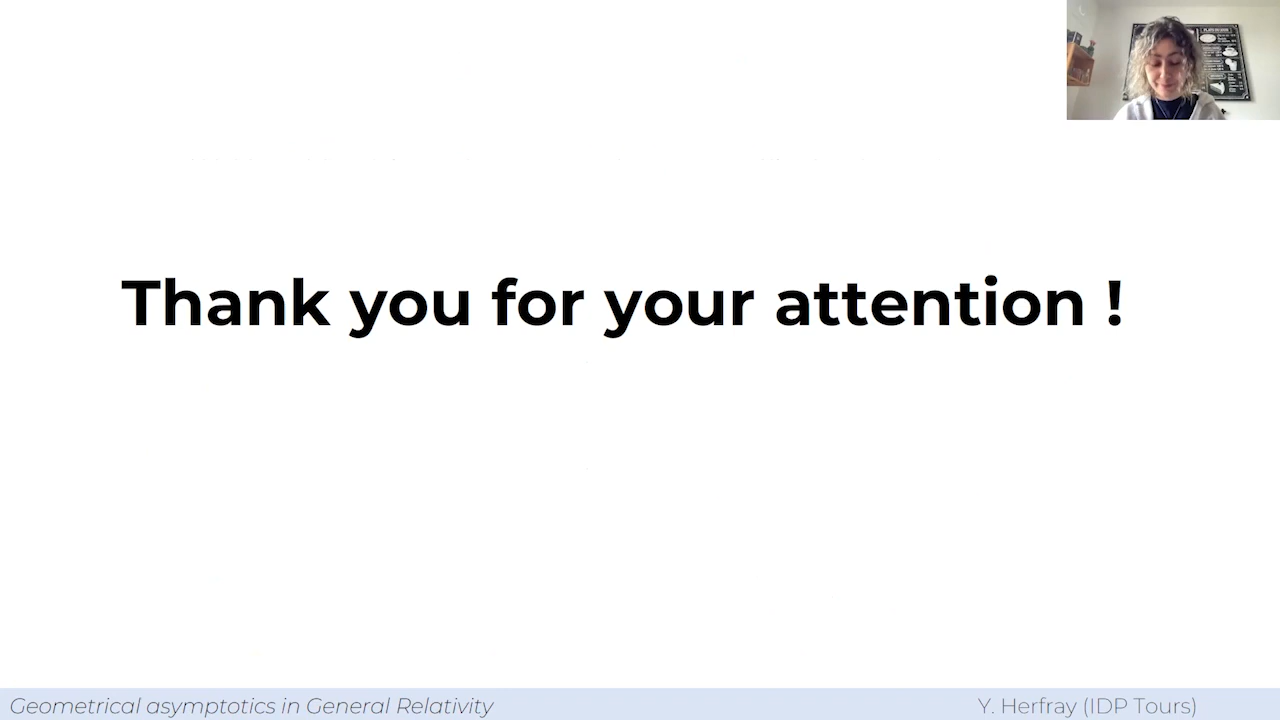 Thank you for your attention !
Geometrical asymptotics in General Relativity
Y. Herfray (IDP Tours)